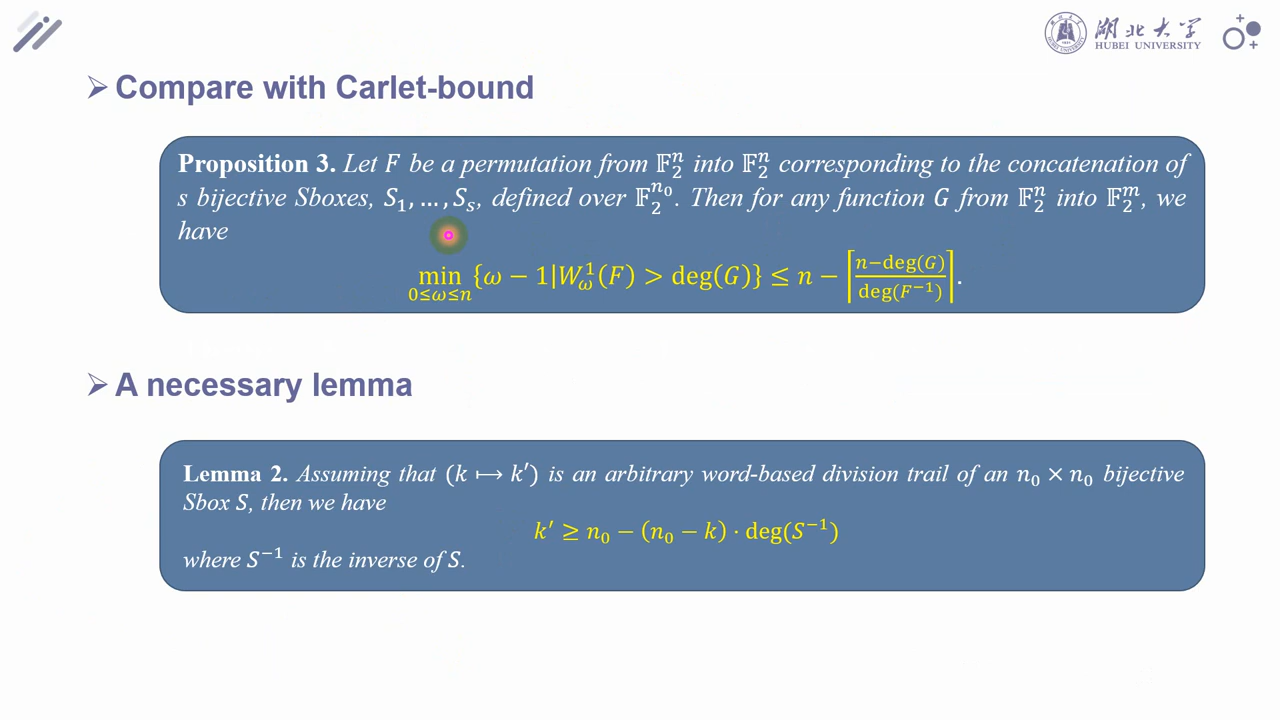 湖北大学
HUBEI UNIVERSITY
Compare with Carlet-bound
Proposition 3. Let F be a permutation from 𝔽₂ⁿ into 𝔽₂ⁿ corresponding to the concatenation of
s bijective Sboxes, S₁, …, Sₛ, defined over 𝔽₂^{n₀}. Then for any function G from 𝔽₂ⁿ into 𝔽₂ᵐ, we
have
min_{0≤ω≤n} {ω − 1|W_ω^1(F) > deg(G)} ≤ n − ⌈(n−deg(G))/(deg(F⁻¹))⌉.
A necessary lemma
Lemma 2. Assuming that (k ↦ k′) is an arbitrary word-based division trail of an n₀ × n₀ bijective
Sbox S, then we have
k′ ≥ n₀ − (n₀ − k) · deg(S⁻¹)
where S⁻¹ is the inverse of S.